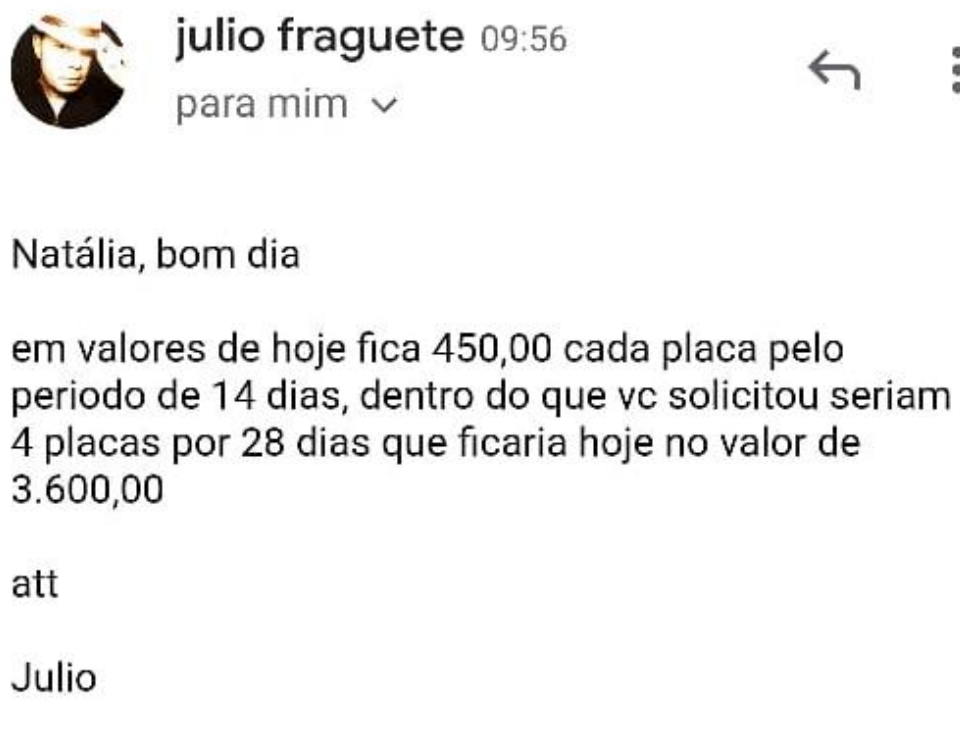 julio fraguete 09:56
para mim
Natália, bom dia
em valores de hoje fica 450,00 cada placa pelo
periodo de 14 dias, dentro do que vc solicitou seriam
4 placas por 28 dias que ficaria hoje no valor de
3.600,00
att
Julio